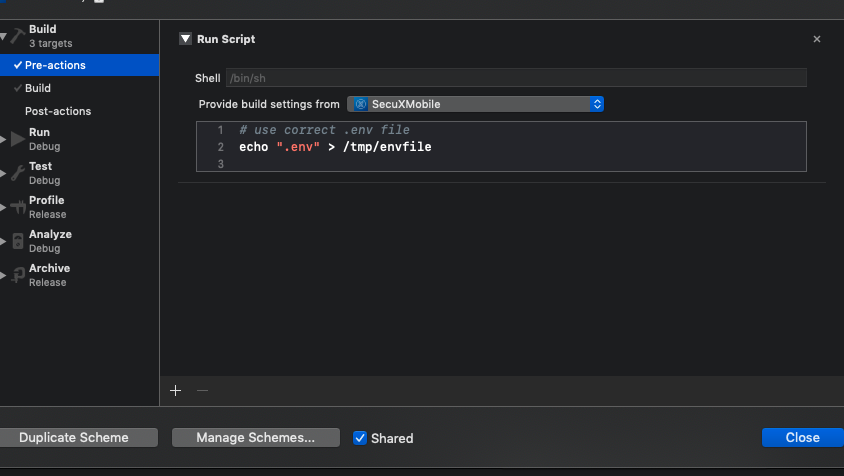 Build
3 targets
Pre-actions
Build
Post-actions
Run
Debug
Test
Debug
Profile
Release
Analyze
Debug
Archive
Release
Run Script
Shell /bin/sh
Provide build settings from SecuXMobile
1 # use correct .env file
2 echo ".env" > /tmp/envfile
3
Duplicate Scheme
Manage Schemes...
Shared
Close